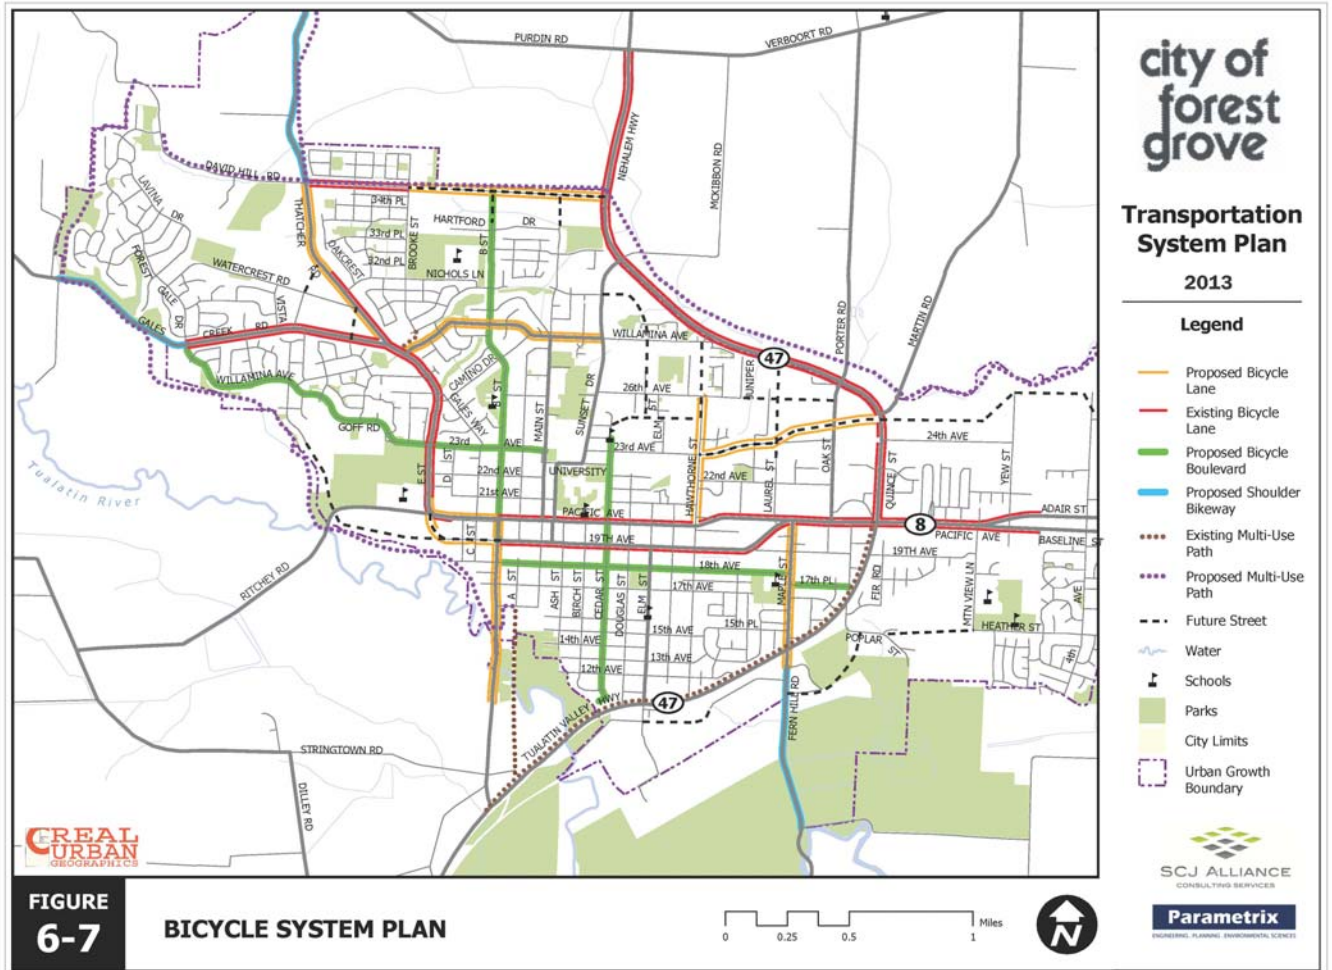 PURDIN RD
VERBOORT RD
NEHALEM HWY
MCKIBBON RD
DAVID HILL RD
LAVINA DR
THATCHER RD
34th PL
HARTFORD DR
33rd PL
BROOKE ST
B ST
OAKCREST
32nd PL
NICHOLS LN
FOREST GALE DR
WATERCREST RD
VISTA
PORTER RD
MARTIN RD
GALES CREEK RD
WILLAMINA AVE
47
JUNIPER
WILLAMINA AVE
CAMINO DR
GALES WAY
B ST
26th AVE
SUNSET DR
MAIN ST
ELM ST
GOFF RD
23rd AVE
23rd AVE
24th AVE
HAWTHORNE ST
OAK ST
E ST
D ST
22nd AVE
UNIVERSITY
22nd AVE
LAUREL ST
QUINCE ST
YEW ST
21st AVE
Tualatin River
PACIFIC AVE
8
ADAIR ST
PACIFIC AVE
BASELINE ST
C ST
19TH AVE
19TH AVE
18th AVE
RITCHEY RD
A ST
ASH ST
BIRCH ST
CEDAR ST
DOUGLAS ST
ELM ST
17th AVE
MAPLE ST
17th PL
FIR RD
MTN VIEW LN
AVE
15th PL
15th AVE
HEATHER ST
14th AVE
POPLAR ST
13th AVE
4th
12th AVE
TUALATIN VALLEY HWY
47
FERN HILL RD
STRINGTOWN RD
DILLEY RD
REAL
URBAN
GEOGRAPHICS
city of
forest
grove
Transportation
System Plan
2013
Legend
Proposed Bicycle
Lane
Existing Bicycle
Lane
Proposed Bicycle
Boulevard
Proposed Shoulder
Bikeway
Existing Multi-Use
Path
Proposed Multi-Use
Path
Future Street
Water
Schools
Parks
City Limits
Urban Growth
Boundary
SCJ ALLIANCE
CONSULTING SERVICES
Parametrix
ENGINEERING . PLANNING . ENVIRONMENTAL SCIENCES
FIGURE
6-7
BICYCLE SYSTEM PLAN
0 0.25 0.5 1 Miles
N